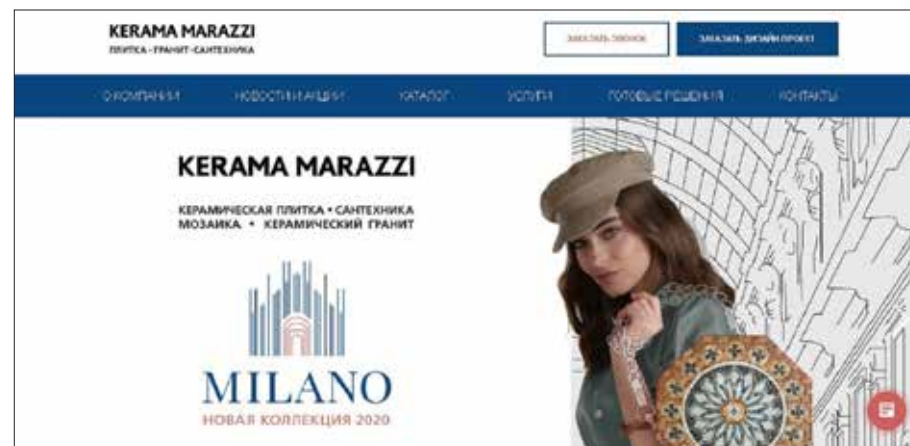 KERAMA MARAZZI
ПЛИТКА • ГРАНИТ • САНТЕХНИКА
ЗАКАЗАТЬ ЗВОНОК
ЗАКАЗАТЬ ДИЗАЙН ПРОЕКТ
О КОМПАНИИ
НОВОСТИ И АКЦИИ
КАТАЛОГ
УСЛУГИ
ГОТОВЫЕ РЕШЕНИЯ
КОНТАКТЫ
KERAMA MARAZZI
КЕРАМИЧЕСКАЯ ПЛИТКА • САНТЕХНИКА
МОЗАИКА • КЕРАМИЧЕСКИЙ ГРАНИТ
MILANO
НОВАЯ КОЛЛЕКЦИЯ 2020